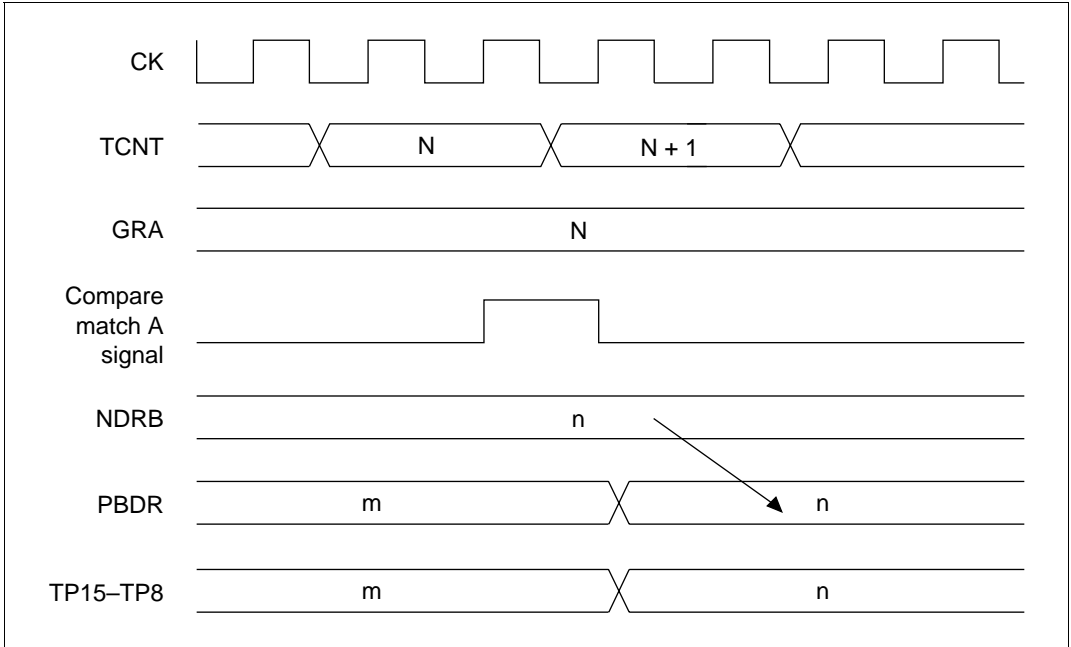 CK
TCNT
N
N + 1
GRA
N
Compare
match A
signal
NDRB
n
PBDR
m
n
TP15–TP8
m
n